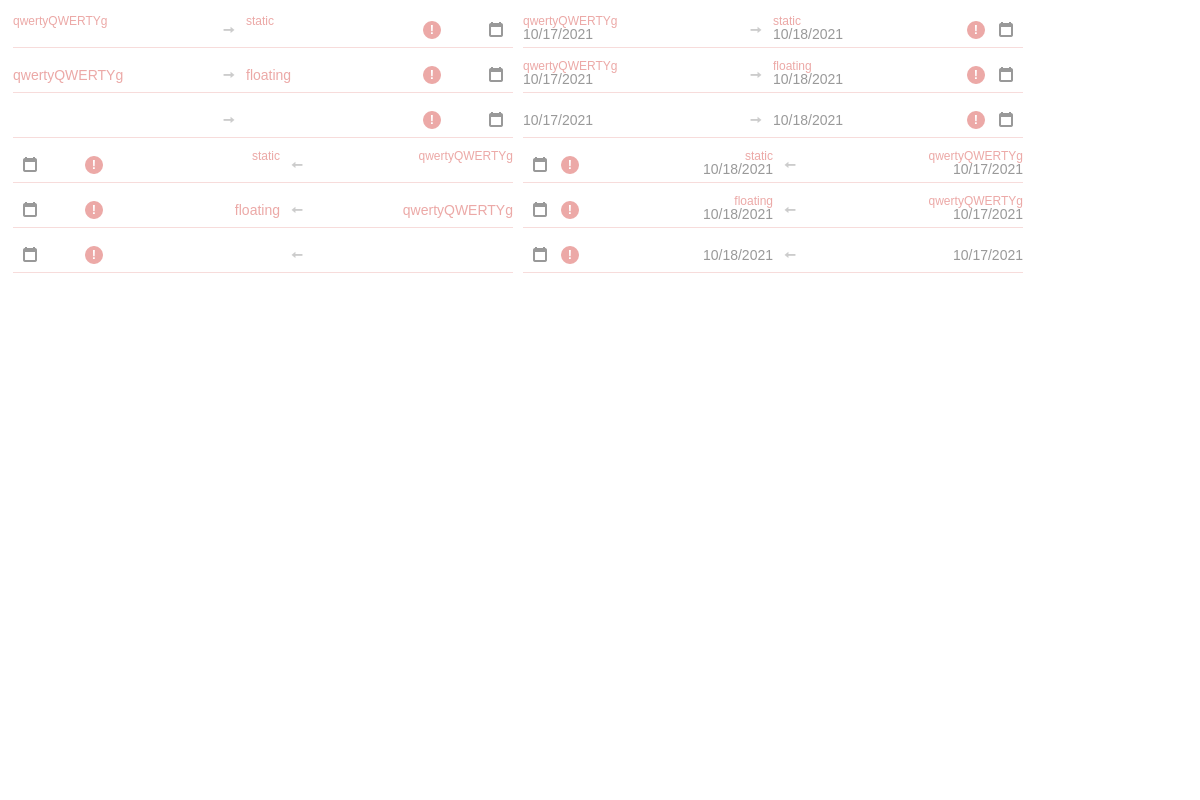 qwertyQWERTYg → static ! qwertyQWERTYg → static !
10/17/2021 10/18/2021
qwertyQWERTYg → floating ! qwertyQWERTYg → floating !
10/17/2021 10/18/2021
→ ! 10/17/2021 → 10/18/2021 !
! static ← qwertyQWERTYg ! static ← qwertyQWERTYg
10/18/2021 10/17/2021
! floating ← qwertyQWERTYg ! floating ← qwertyQWERTYg
10/18/2021 10/17/2021
! ← ! 10/18/2021 ← 10/17/2021